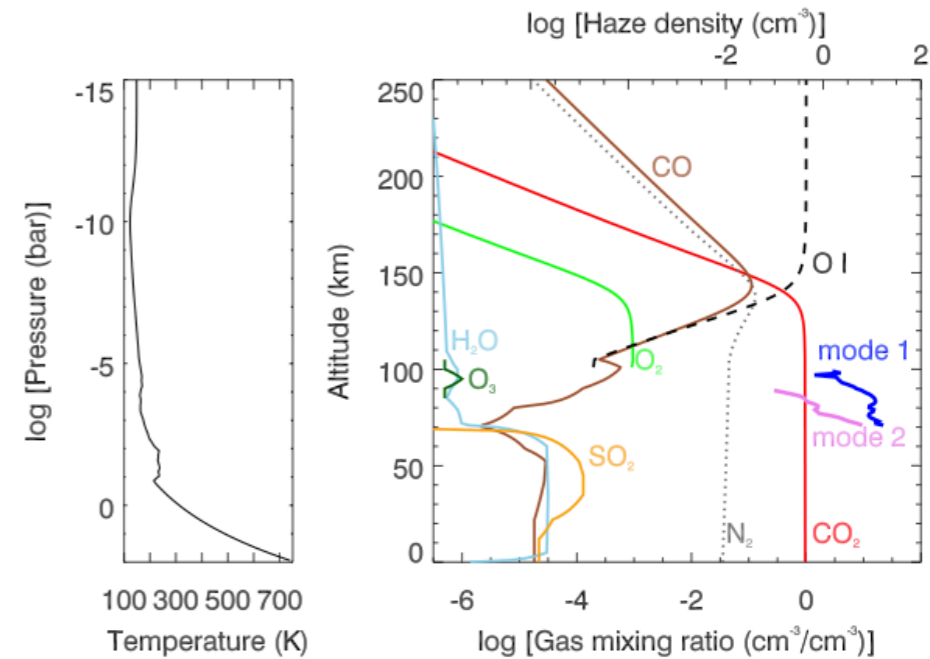 log [Haze density (cm⁻³)]
-2 0 2
-15
-10
-5
0
log [Pressure (bar)]
100 300 500 700
Temperature (K)
250
200
150
100
50
0
Altitude (km)
CO
O I
H₂O
O₂
O₃
mode 1
mode 2
SO₂
N₂
CO₂
-6 -4 -2 0
log [Gas mixing ratio (cm⁻³/cm⁻³)]